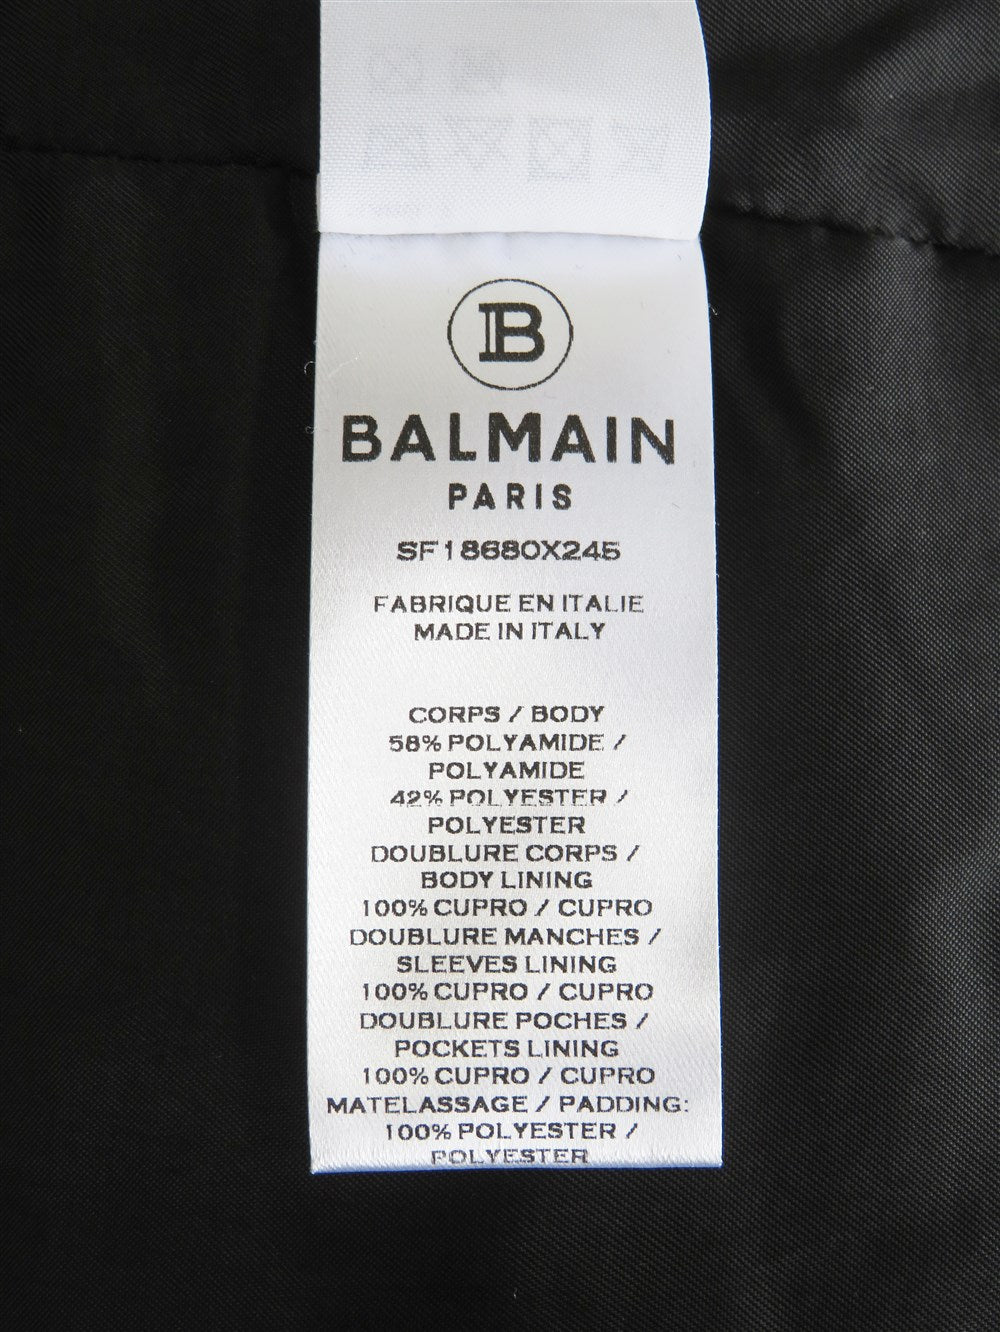 B
BALMAIN
PARIS
SF18680X245
FABRIQUE EN ITALIE
MADE IN ITALY
CORPS / BODY
58% POLYAMIDE /
POLYAMIDE
42% POLYESTER /
POLYESTER
DOUBLURE CORPS /
BODY LINING
100% CUPRO / CUPRO
DOUBLURE MANCHES /
SLEEVES LINING
100% CUPRO / CUPRO
DOUBLURE POCHES /
POCKETS LINING
100% CUPRO / CUPRO
MATELASSAGE / PADDING:
100% POLYESTER /
POLYESTER